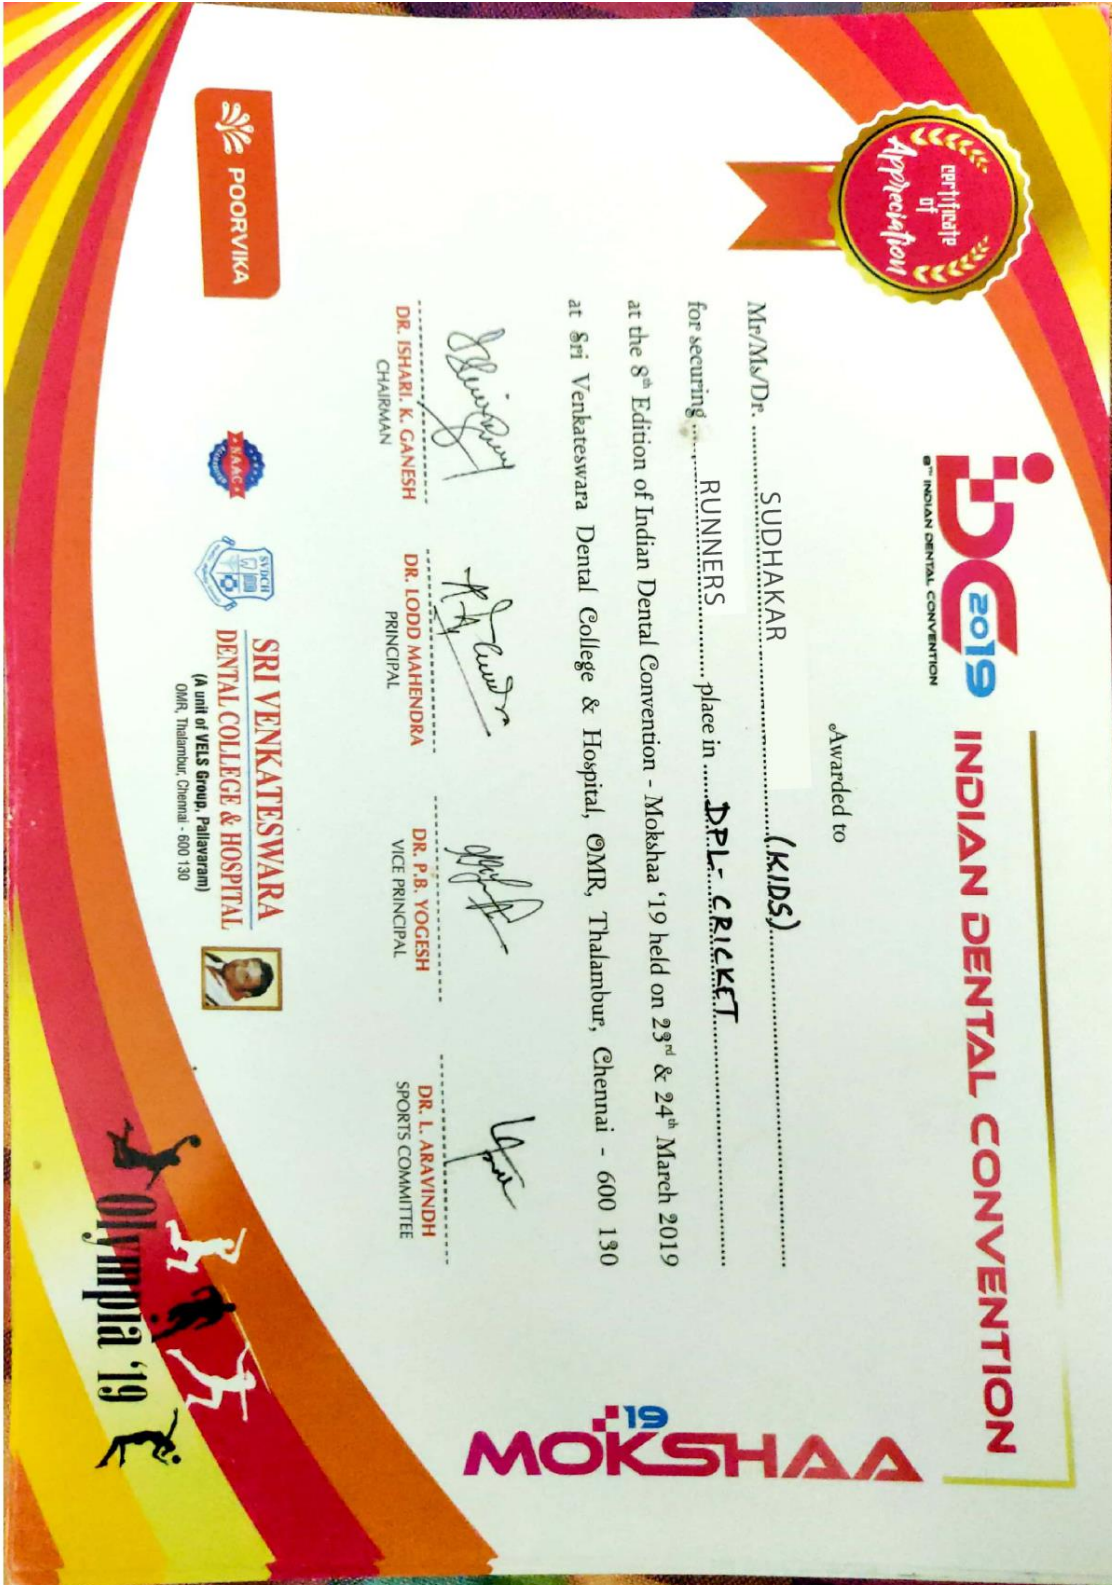 certificate
of
Appreciation
IDC 2019
8TH INDIAN DENTAL CONVENTION
INDIAN DENTAL CONVENTION
'19
MOKSHAA
Awarded to
Mr/Ms/Dr. SUDHAKAR (KIDS)
for securing RUNNERS place in DPL - CRICKET
at the 8th Edition of Indian Dental Convention - Mokshaa '19 held on 23rd & 24th March 2019
at Sri Venkateswara Dental College & Hospital, OMR, Thalambur, Chennai - 600 130
DR. ISHARI. K. GANESH
CHAIRMAN
DR. LODD MAHENDRA
PRINCIPAL
DR. P.B. YOGESH
VICE PRINCIPAL
DR. L. ARAVINDH
SPORTS COMMITTEE
POORVIKA
NAAC
SVDCH
SRI VENKATESWARA
DENTAL COLLEGE & HOSPITAL
(A unit of VELS Group, Pallavaram)
OMR, Thalambur, Chennai - 600 130
Olympia '19